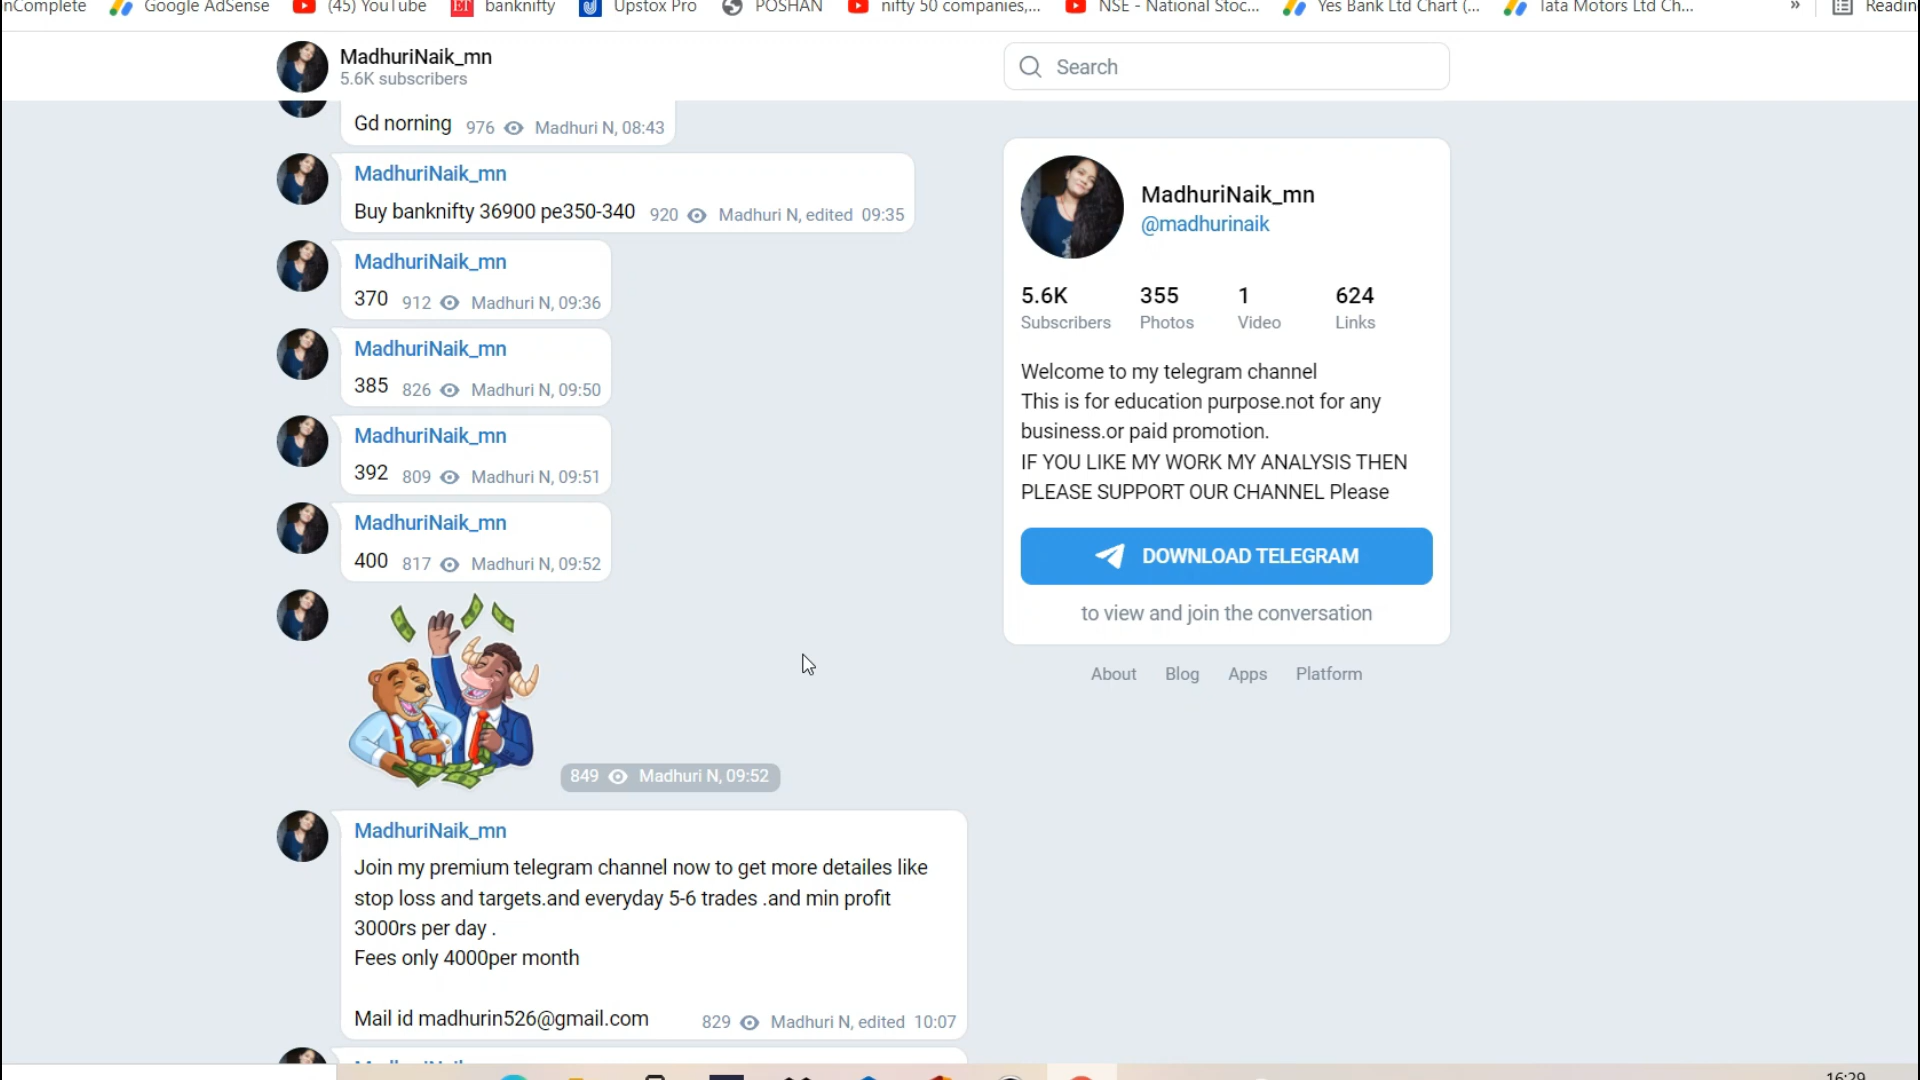 nComplete Google AdSense (45) YouTube ET banknifty Upstox Pro POSHAN nifty 50 companies,... NSE - National Stoc... Yes Bank Ltd Chart (... Tata Motors Ltd Ch... » Readin
MadhuriNaik_mn
5.6K subscribers
Search
Gd norning 976 Madhuri N, 08:43
MadhuriNaik_mn
Buy banknifty 36900 pe350-340 920 Madhuri N, edited 09:35
MadhuriNaik_mn
370 912 Madhuri N, 09:36
MadhuriNaik_mn
385 826 Madhuri N, 09:50
MadhuriNaik_mn
392 809 Madhuri N, 09:51
MadhuriNaik_mn
400 817 Madhuri N, 09:52
849 Madhuri N, 09:52
MadhuriNaik_mn
Join my premium telegram channel now to get more detailes like
stop loss and targets.and everyday 5-6 trades .and min profit
3000rs per day .
Fees only 4000per month
Mail id madhurin526@gmail.com 829 Madhuri N, edited 10:07
MadhuriNaik_mn
@madhurinaik
5.6K 355 1 624
Subscribers Photos Video Links
Welcome to my telegram channel
This is for education purpose.not for any
business.or paid promotion.
IF YOU LIKE MY WORK MY ANALYSIS THEN
PLEASE SUPPORT OUR CHANNEL Please
DOWNLOAD TELEGRAM
to view and join the conversation
About Blog Apps Platform
16:29